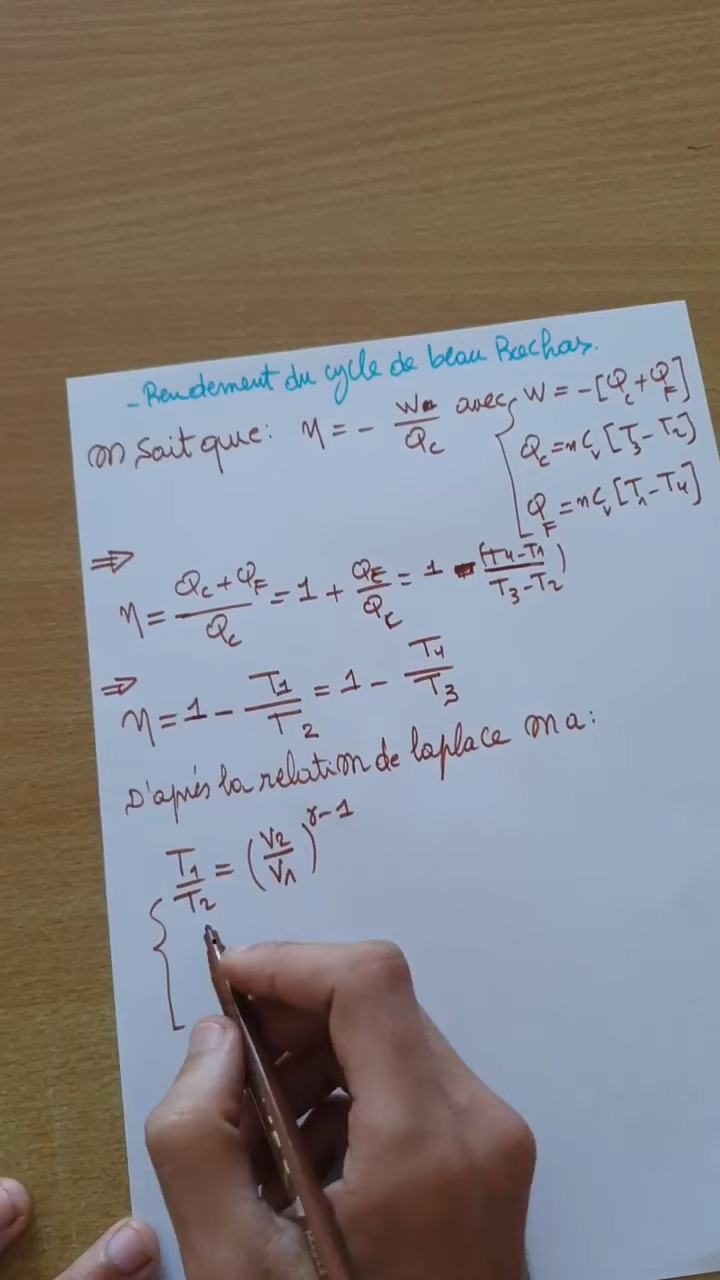 - Rendement du cycle de beau Rochas.
on sait que : η = - W / Q_c avec { W = -[Q_c + Q_F]
Q_c = n C_v [T_3 - T_2]
Q_F = n C_v [T_1 - T_4]
⇒
η = (Q_c + Q_F) / Q_c = 1 + Q_F / Q_c = 1 - (T_4 - T_1) / (T_3 - T_2)
⇒
η = 1 - T_1 / T_2 = 1 - T_4 / T_3
D'après la relation de laplace on a :
{ T_1 / T_2 = (V_2 / V_1)^(γ-1)